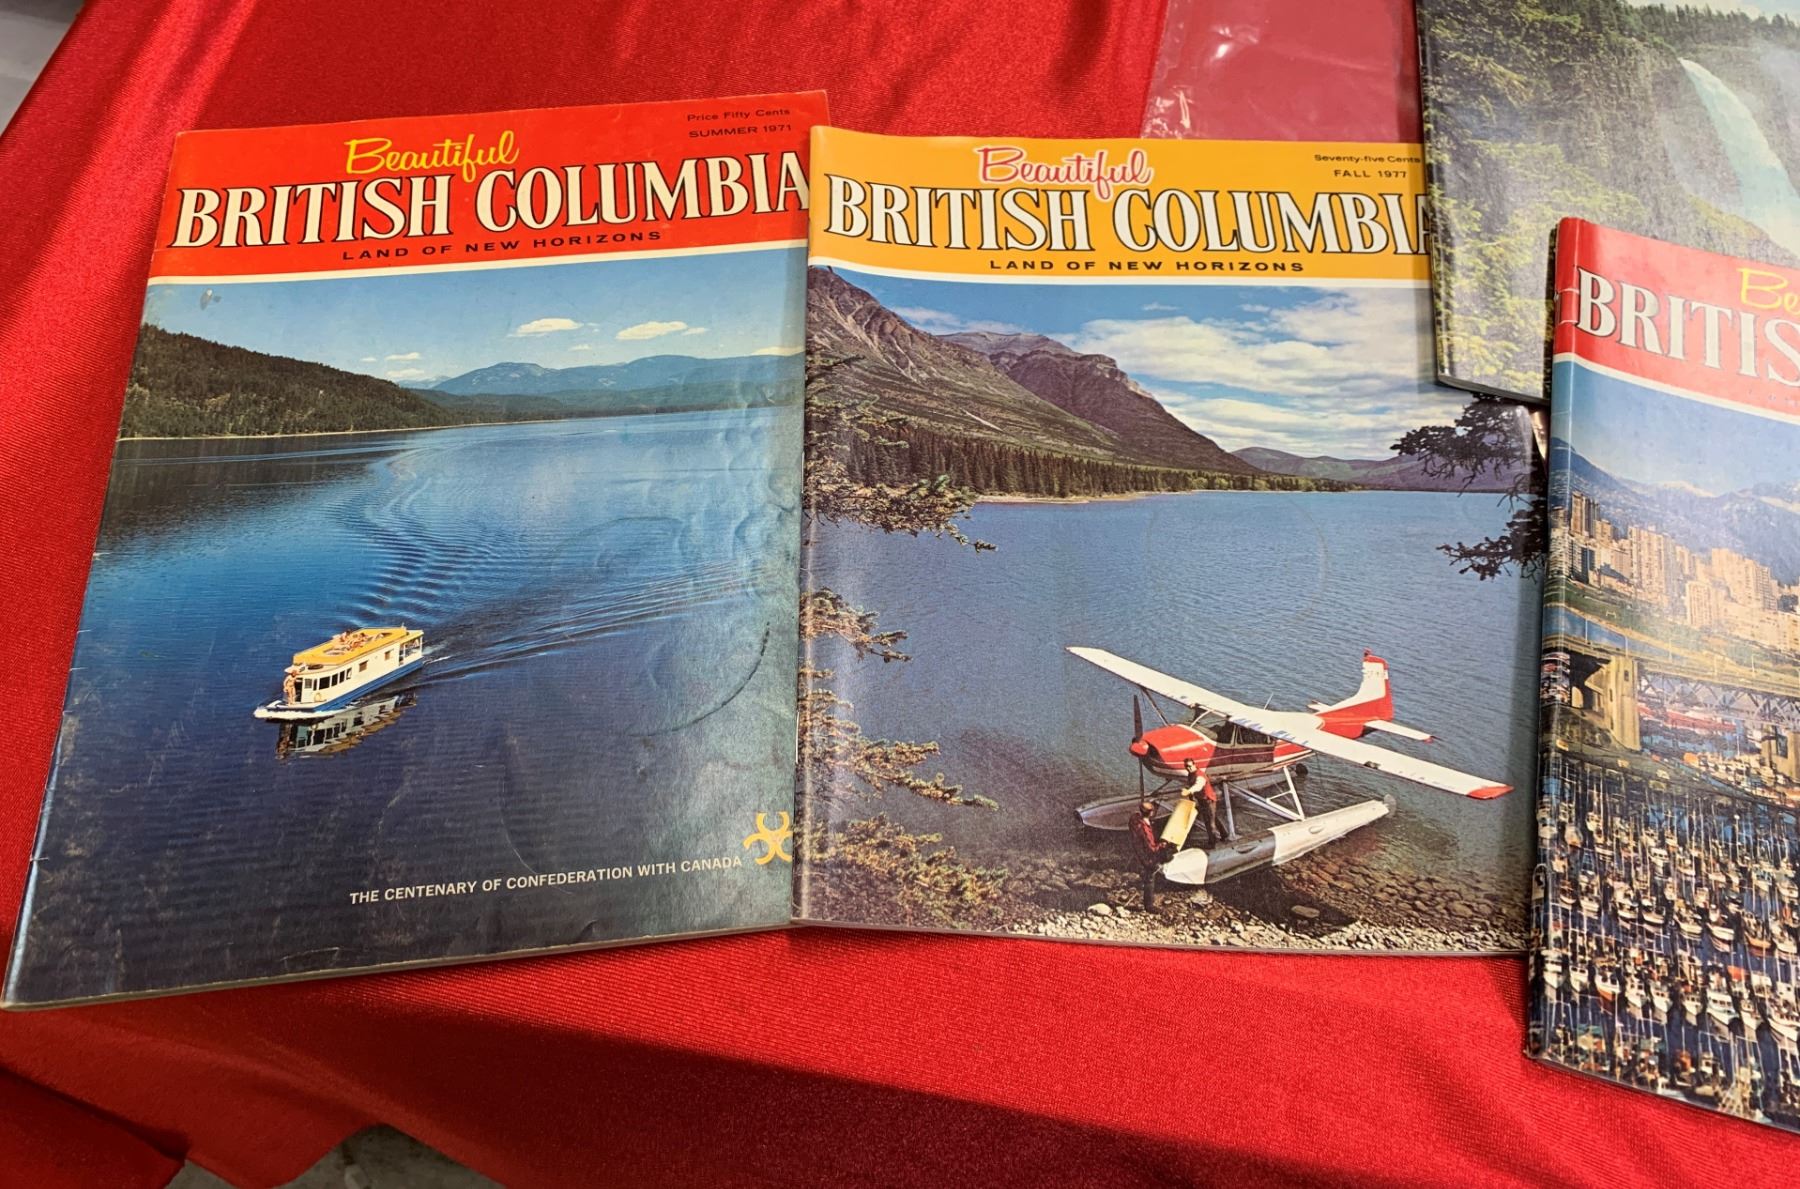 Price Fifty Cents
SUMMER 1971
Beautiful
BRITISH COLUMBIA
LAND OF NEW HORIZONS
THE CENTENARY OF CONFEDERATION WITH CANADA
Seventy-five Cents
FALL 1977
Beautiful
BRITISH COLUMBIA
LAND OF NEW HORIZONS
Be
BRITIS